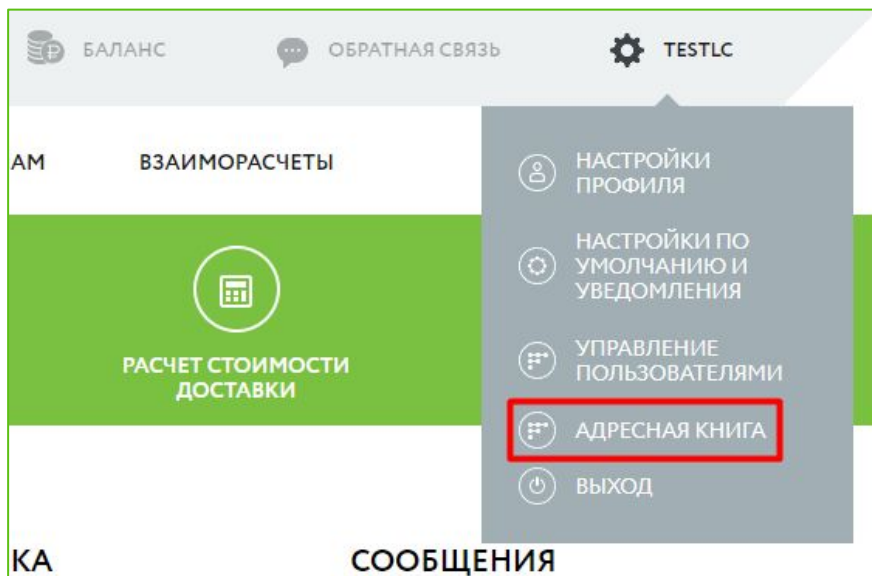 БАЛАНС
ОБРАТНАЯ СВЯЗЬ
TESTLC
АМ
ВЗАИМОРАСЧЕТЫ
НАСТРОЙКИ
ПРОФИЛЯ
НАСТРОЙКИ ПО
УМОЛЧАНИЮ И
УВЕДОМЛЕНИЯ
РАСЧЕТ СТОИМОСТИ
ДОСТАВКИ
УПРАВЛЕНИЕ
ПОЛЬЗОВАТЕЛЯМИ
АДРЕСНАЯ КНИГА
ВЫХОД
КА
СООБЩЕНИЯ